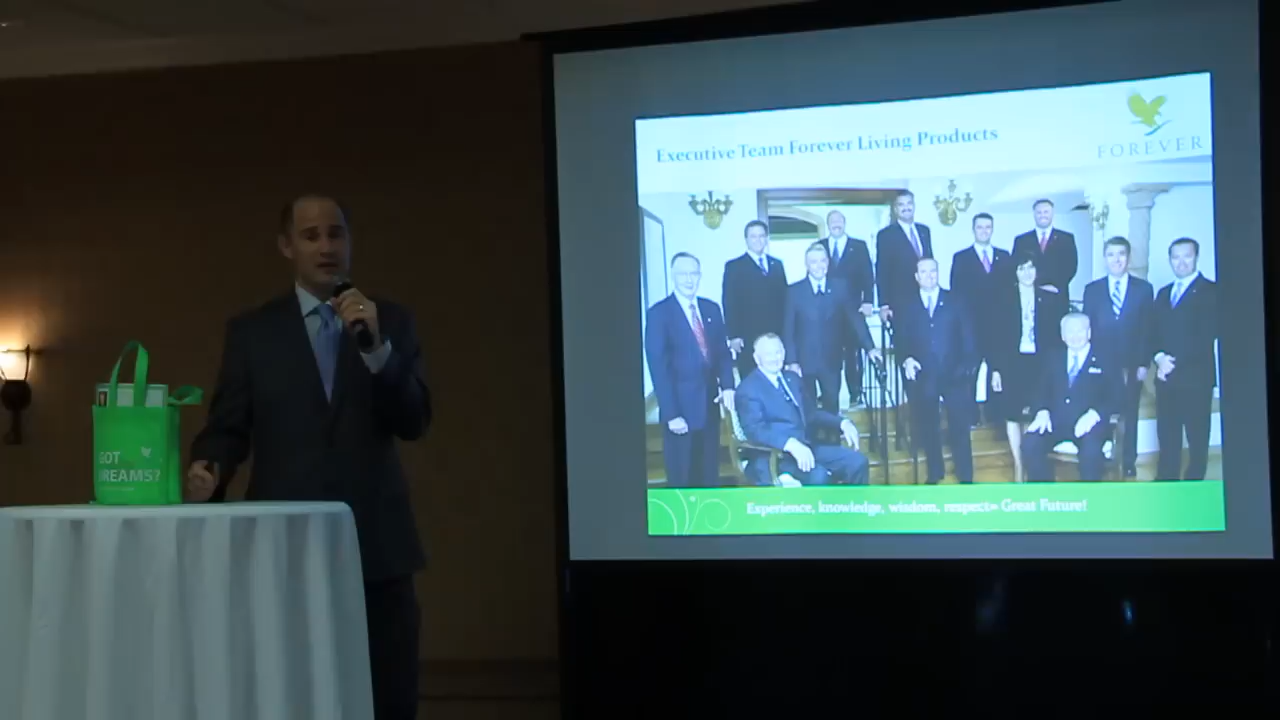 Executive Team Forever Living Products
FOREVER
GOT
DREAMS?
Experience, knowledge, wisdom, respect= Great Future!